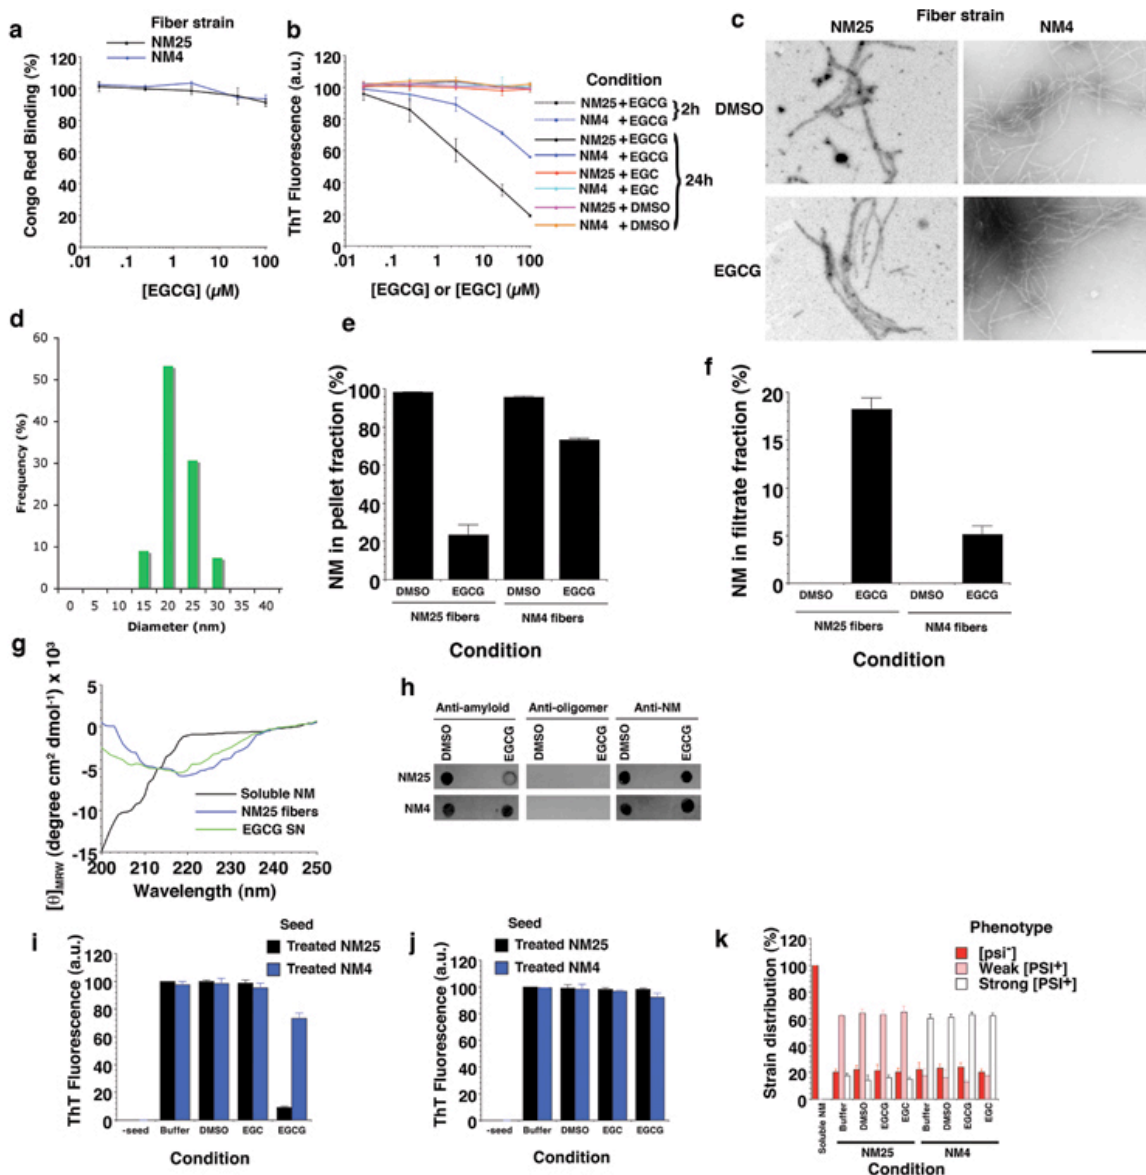 a
Fiber strain
NM25
NM4
Congo Red Binding (%)
120
100
80
60
40
20
0
.01 .1 1 10 100
[EGCG] (µM)
b
ThT Fluorescence (a.u.)
120
100
80
60
40
20
0
.01 .1 1 10 100
[EGCG] or [EGC] (µM)
Condition
NM25+EGCG
NM4 +EGCG
2h
NM25+EGCG
NM4 +EGCG
NM25+EGC
NM4 +EGC
NM25+DMSO
NM4 +DMSO
24h
c
Fiber strain
NM25 NM4
DMSO
EGCG
d
Frequency (%)
60
50
40
30
20
10
0
0 5 10 15 20 25 30 35 40
Diameter (nm)
e
NM in pellet fraction (%)
100
80
60
40
20
0
DMSO EGCG DMSO EGCG
NM25 fibers NM4 fibers
Condition
f
NM in filtrate fraction (%)
20
15
10
5
0
DMSO EGCG DMSO EGCG
NM25 fibers NM4 fibers
Condition
g
[θ]MRW (degree cm² dmol⁻¹) x 10³
5
0
-5
-10
-15
200 210 220 230 240 250
Soluble NM
NM25 fibers
EGCG SN
Wavelength (nm)
h
Anti-amyloid Anti-oligomer Anti-NM
DMSO EGCG DMSO EGCG DMSO EGCG
NM25
NM4
i
Seed
Treated NM25
Treated NM4
ThT Fluorescence (a.u.)
120
100
80
60
40
20
0
-seed Buffer DMSO EGC EGCG
Condition
j
Seed
Treated NM25
Treated NM4
ThT Fluorescence (a.u.)
120
100
80
60
40
20
0
-seed Buffer DMSO EGC EGCG
Condition
k
Phenotype
[psi⁻]
Weak [PSI⁺]
Strong [PSI⁺]
Strain distribution (%)
120
100
80
60
40
20
0
Soluble NM Buffer DMSO EGCG EGC Buffer DMSO EGCG EGC
NM25 NM4
Condition